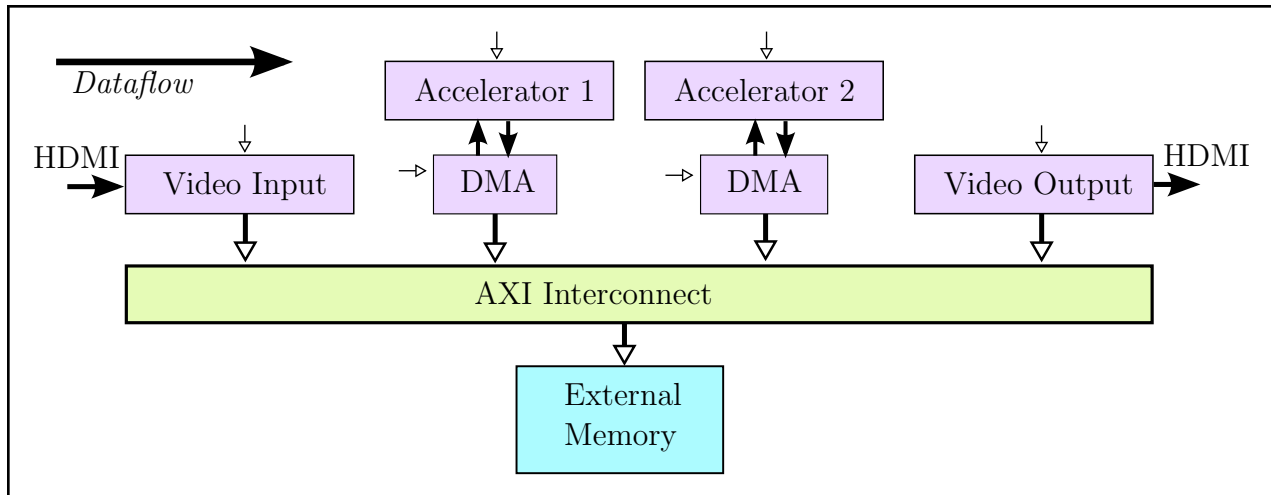 Dataflow
Accelerator 1
Accelerator 2
HDMI
Video Input
DMA
DMA
Video Output
HDMI
AXI Interconnect
External
Memory